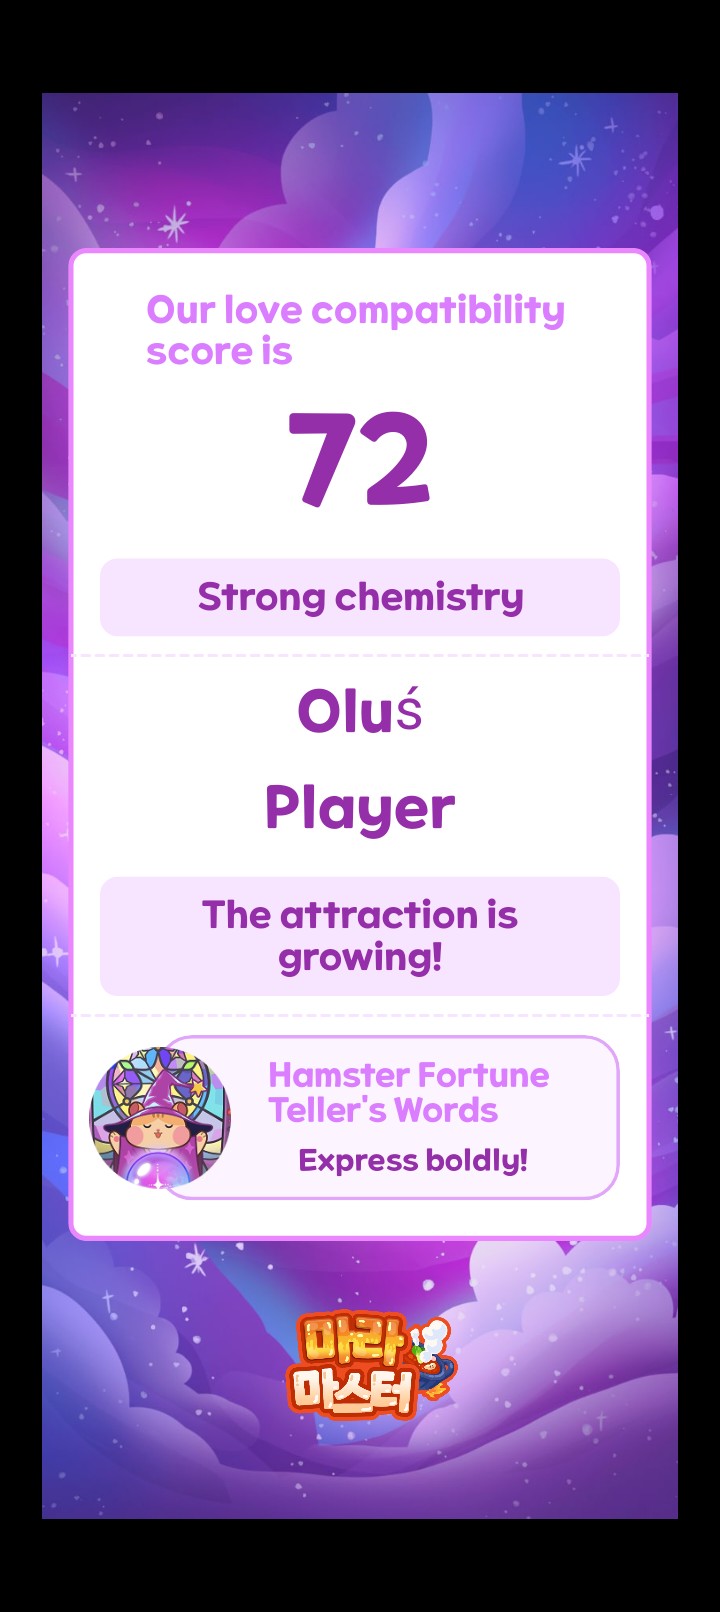 Our love compatibility
score is
72
Strong chemistry
Oluś
Player
The attraction is
growing!
Hamster Fortune
Teller's Words
Express boldly!
마라
마스터